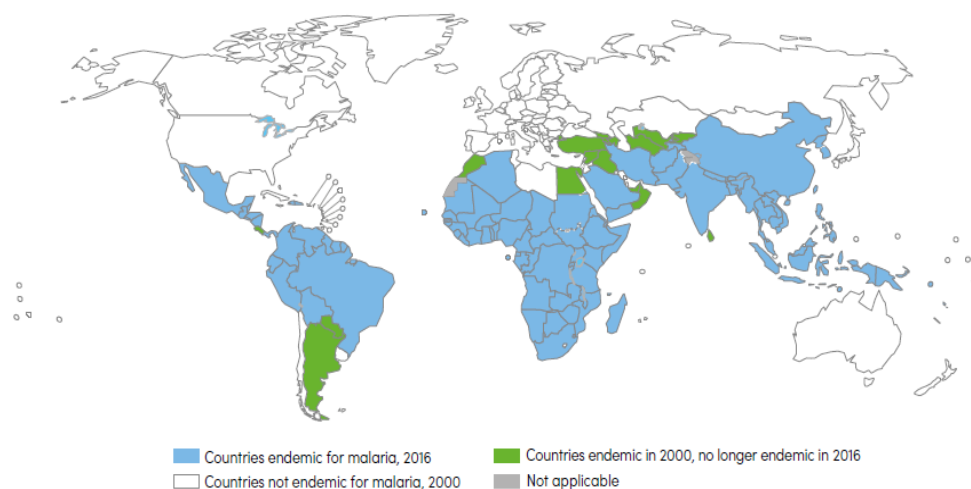 Countries endemic for malaria, 2016
Countries endemic in 2000, no longer endemic in 2016
Countries not endemic for malaria, 2000
Not applicable